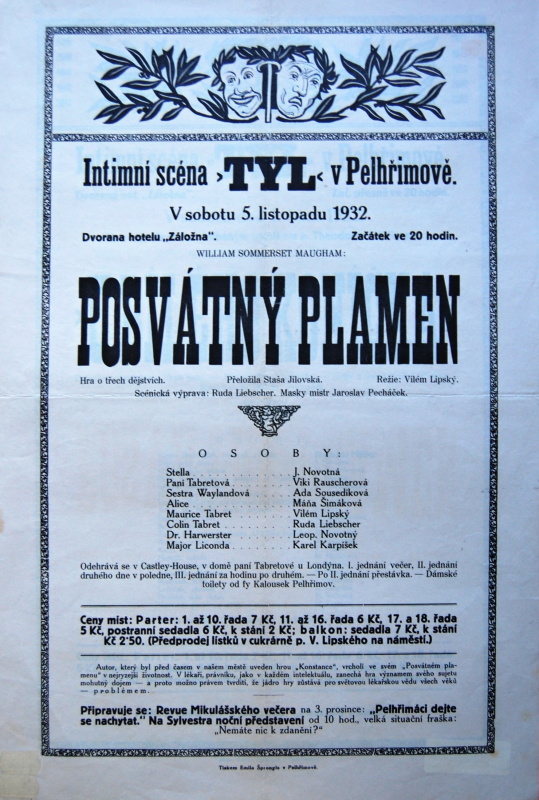 Intimní scéna ›TYL‹ v Pelhřimově.
V sobotu 5. listopadu 1932.
Dvorana hotelu „Záložna“. Začátek ve 20 hodin.
WILLIAM SOMMERSET MAUGHAM:
POSVÁTNÝ PLAMEN
Hra o třech dějstvích. Přeložila Staša Jílovská. Režie: Vilém Lipský.
Scénická výprava: Ruda Liebscher. Masky mistr Jaroslav Pecháček.
OSOBY:
Stella . . . . . . . . . . J. Novotná
Paní Tabretová . . . . . . Viki Rauscherová
Sestra Waylandová . . . . . Ada Sousedíková
Alice . . . . . . . . . . Máňa Šimáková
Maurice Tabret . . . . . . Vilém Lipský
Colin Tabret . . . . . . . Ruda Liebscher
Dr. Harwerster . . . . . . Leop. Novotný
Major Liconda . . . . . . Karel Karpíšek
Odehrává se v Castley-House, v domě paní Tabretové u Londýna. I. jednání večer, II. jednání
druhého dne v poledne, III. jednání za hodinu po druhém. — Po II. jednání přestávka. — Dámské
toilety od fy Kalousek Pelhřimov.
Ceny míst: Parter: 1. až 10. řada 7 Kč, 11. až 16. řada 6 Kč, 17. a 18. řada
5 Kč, postranní sedadla 6 Kč, k stání 2 Kč; balkon: sedadla 7 Kč, k stání
Kč 2·50. (Předprodej lístků v cukrárně p. V. Lipského na náměstí.)
Autor, který byl před časem v našem městě uveden hrou „Konstance“, vrcholí ve svém „Posvátném pla-
menu“ v nejryzejší životnost. V lékaři, právníku, jako v každém intelektuálu, zanechá hra významem svého sujetu
mohutný dojem — a proto možno právem tvrditi, že jádro hry zůstává pro světovou lékařskou vědu všech věků
— problémem.
Připravuje se: Revue Mikulášského večera na 3. prosince: „Pelhřimáci dejte
se nachytat.“ Na Sylvestra noční představení od 10 hod., velká situační fraška:
„Nemáte nic k zdanění?“
Tiskem Emila Šprongla v Pelhřimově.